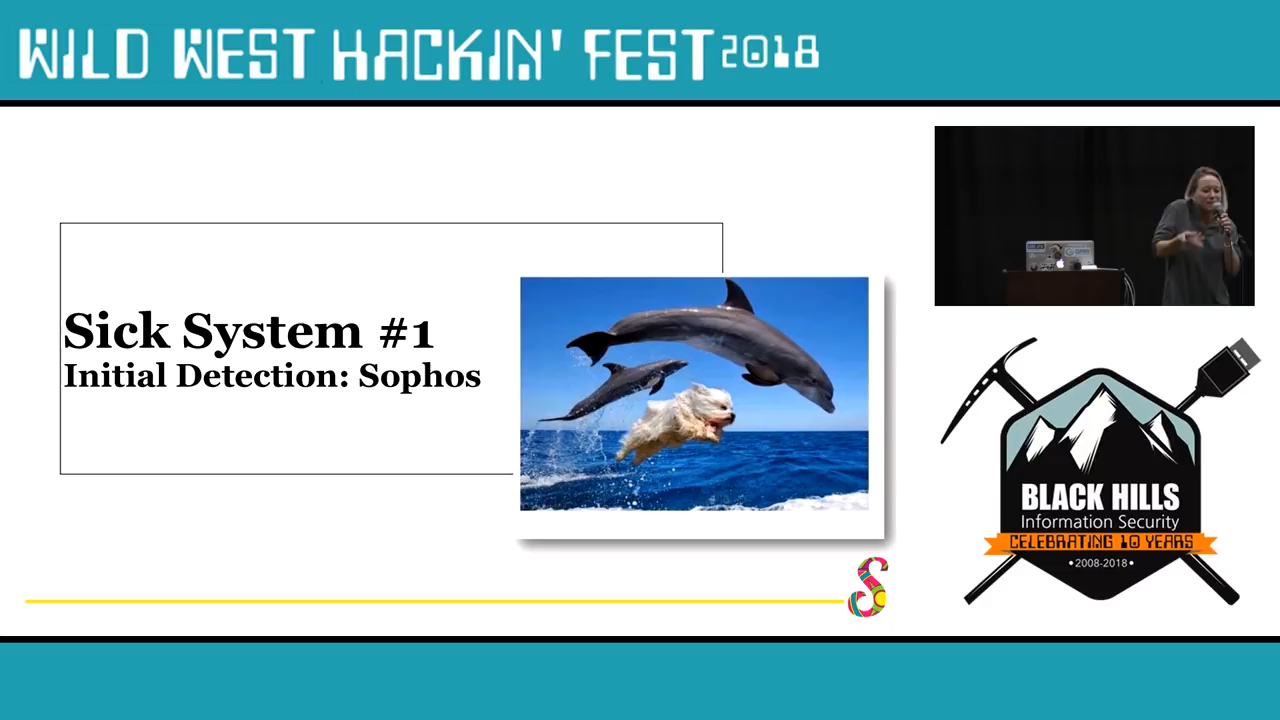 WILD WEST HACKIN' FEST 2018
Sick System #1
Initial Detection: Sophos
S
BLACK HILLS
Information Security
CELEBRATING 10 YEARS
•2008-2018•